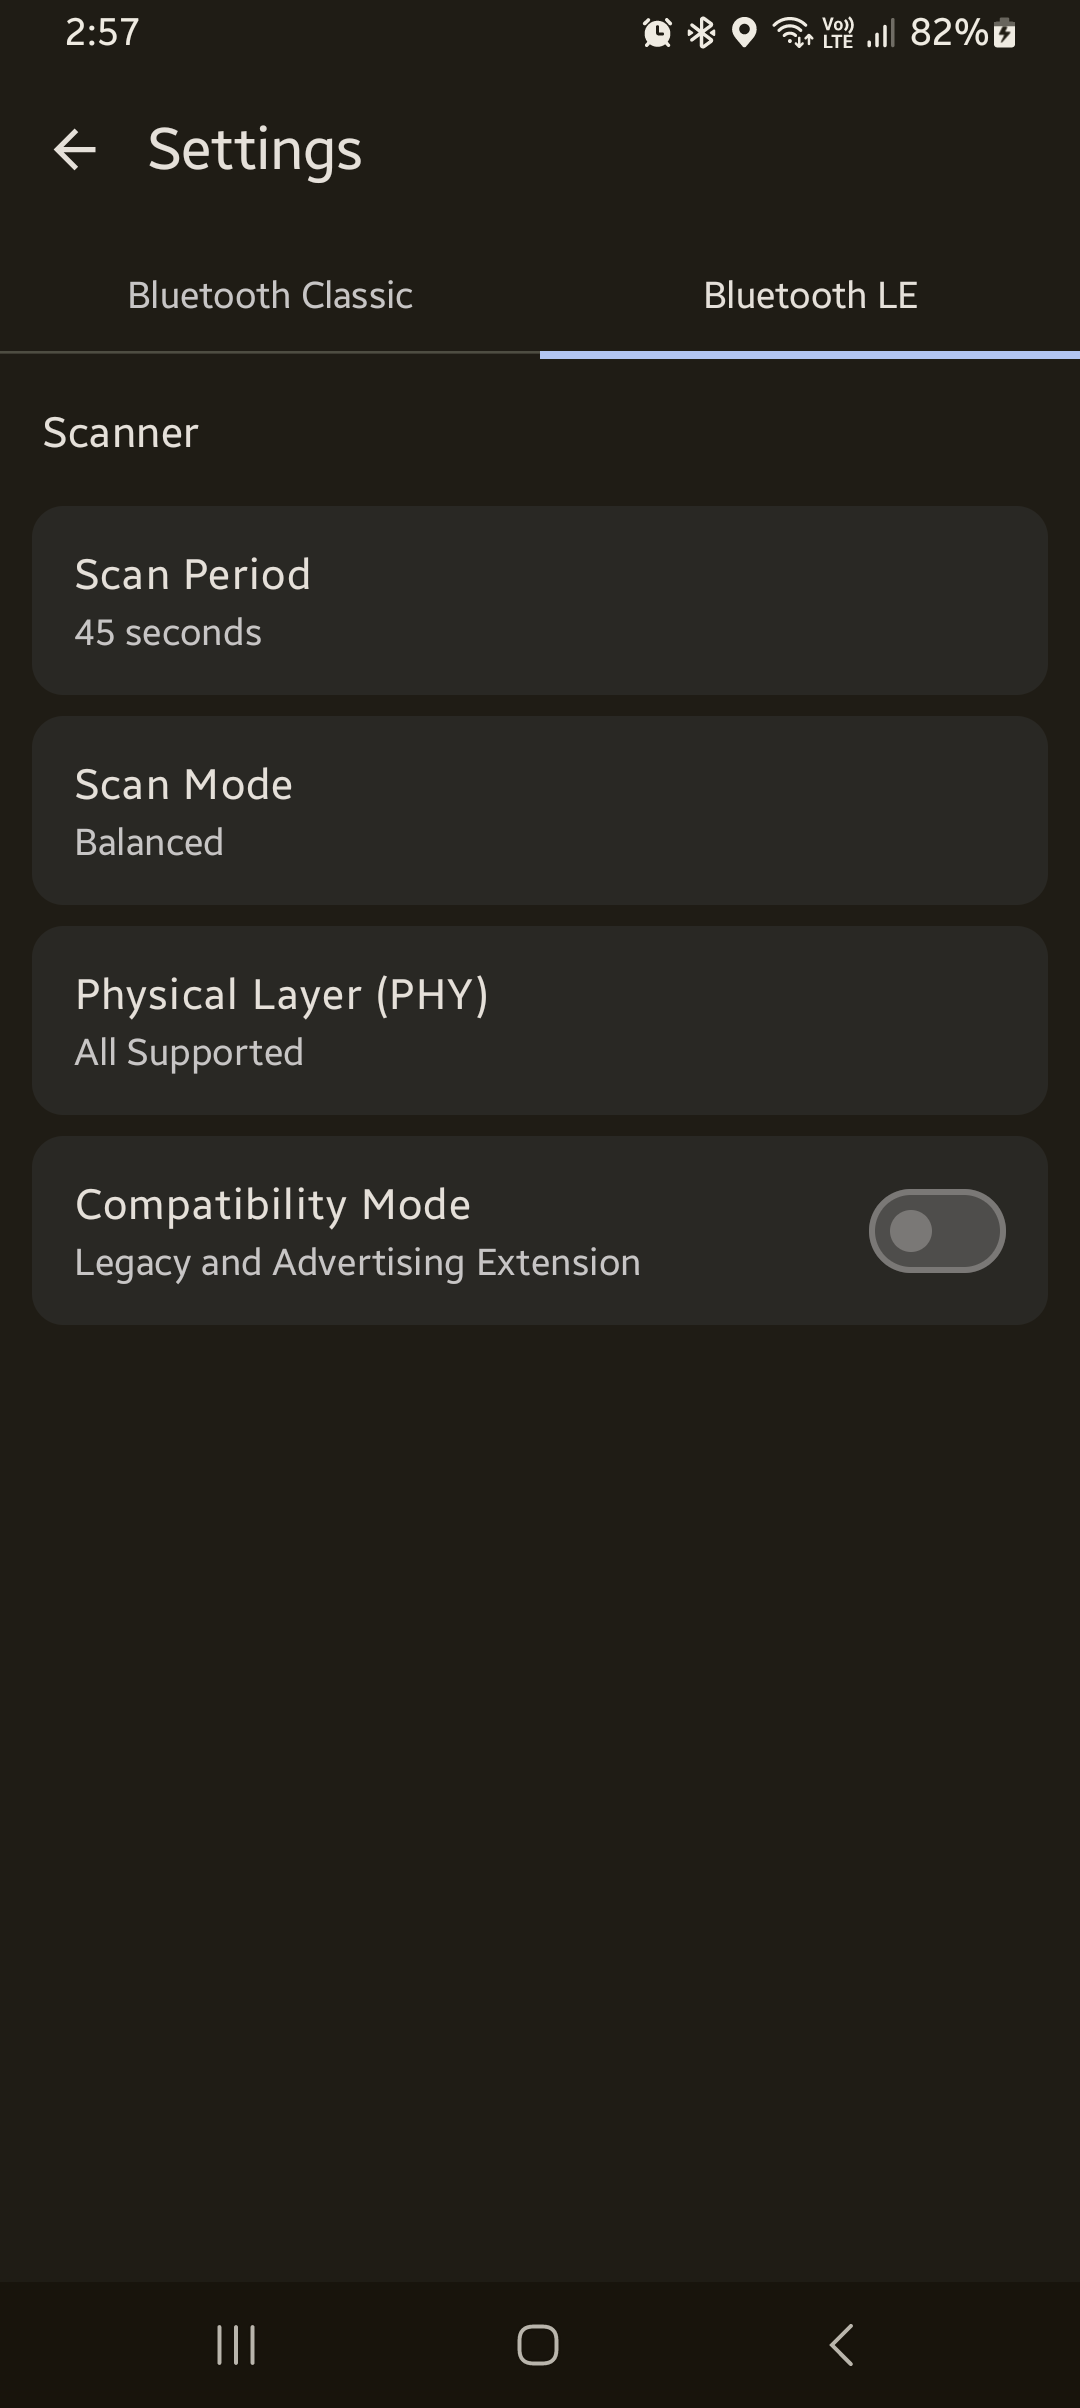 2:57
Vo)) LTE
82%
Settings
Bluetooth Classic
Bluetooth LE
Scanner
Scan Period
45 seconds
Scan Mode
Balanced
Physical Layer (PHY)
All Supported
Compatibility Mode
Legacy and Advertising Extension